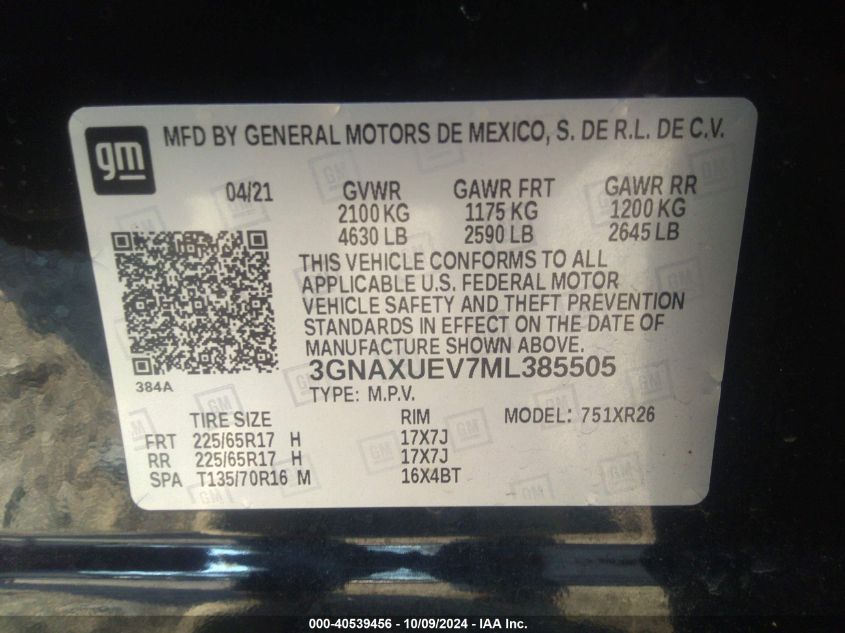 gm
MFD BY GENERAL MOTORS DE MEXICO, S. DE R.L. DE C.V.
04/21 GVWR GAWR FRT GAWR RR
2100 KG 1175 KG 1200 KG
4630 LB 2590 LB 2645 LB
THIS VEHICLE CONFORMS TO ALL
APPLICABLE U.S. FEDERAL MOTOR
VEHICLE SAFETY AND THEFT PREVENTION
STANDARDS IN EFFECT ON THE DATE OF
MANUFACTURE SHOWN ABOVE.
384A
3GNAXUEV7ML385505
TYPE: M.P.V.
TIRE SIZE RIM MODEL: 751XR26
FRT 225/65R17 H 17X7J
RR 225/65R17 H 17X7J
SPA T135/70R16 M 16X4BT
000-40539456 - 10/09/2024 - IAA Inc.